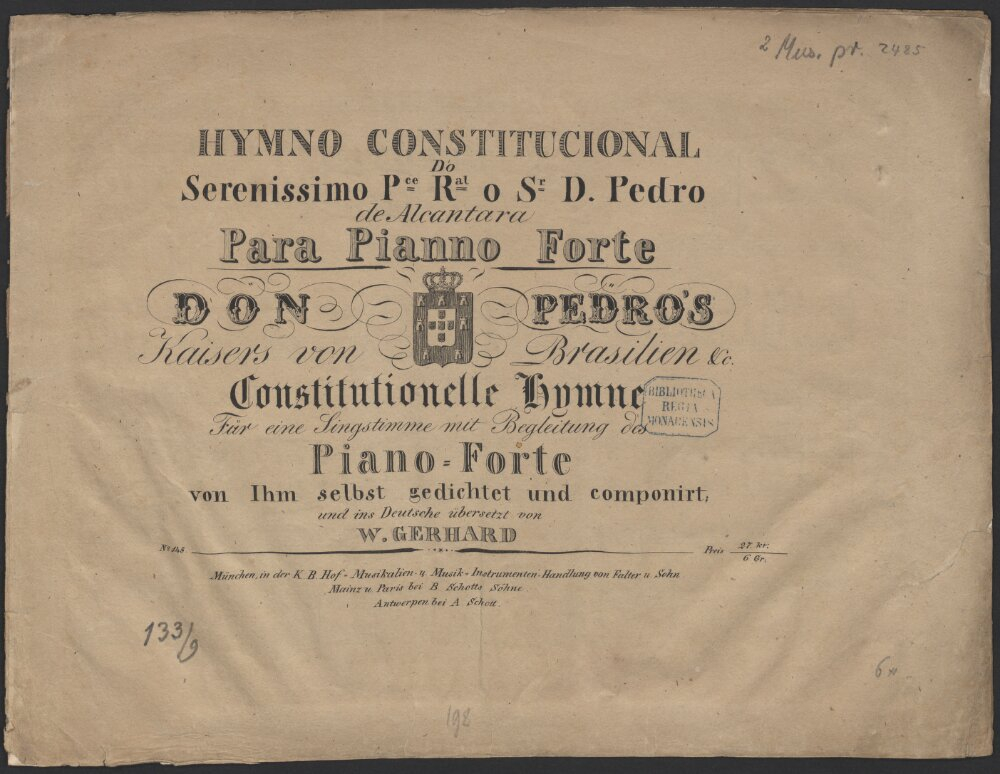 2 Mus. pr. 2485
HYMNO CONSTITUCIONAL
Do
Serenissimo Pce Ral o Sr D. Pedro
de Alcantara
Para Pianno Forte
DON PEDRO'S
Kaisers von Brasilien &c.
Constitutionelle Hymne
BIBLIOTHECA
REGIA
MONACENSIS
Für eine Singstimme mit Begleitung des
Piano=Forte
von Ihm selbst gedichtet und componirt,
und ins Deutsche übersetzt von
W. GERHARD
No 148
Preis 27. kr.
6 Gr.
München, in der K. B. Hof-Musikalien-u Musik-Instrumenten-Handlung von Falter u Sohn
Mainz u. Paris bei B Schotts Söhne
Antwerpen bei A Schott.
133/9
198